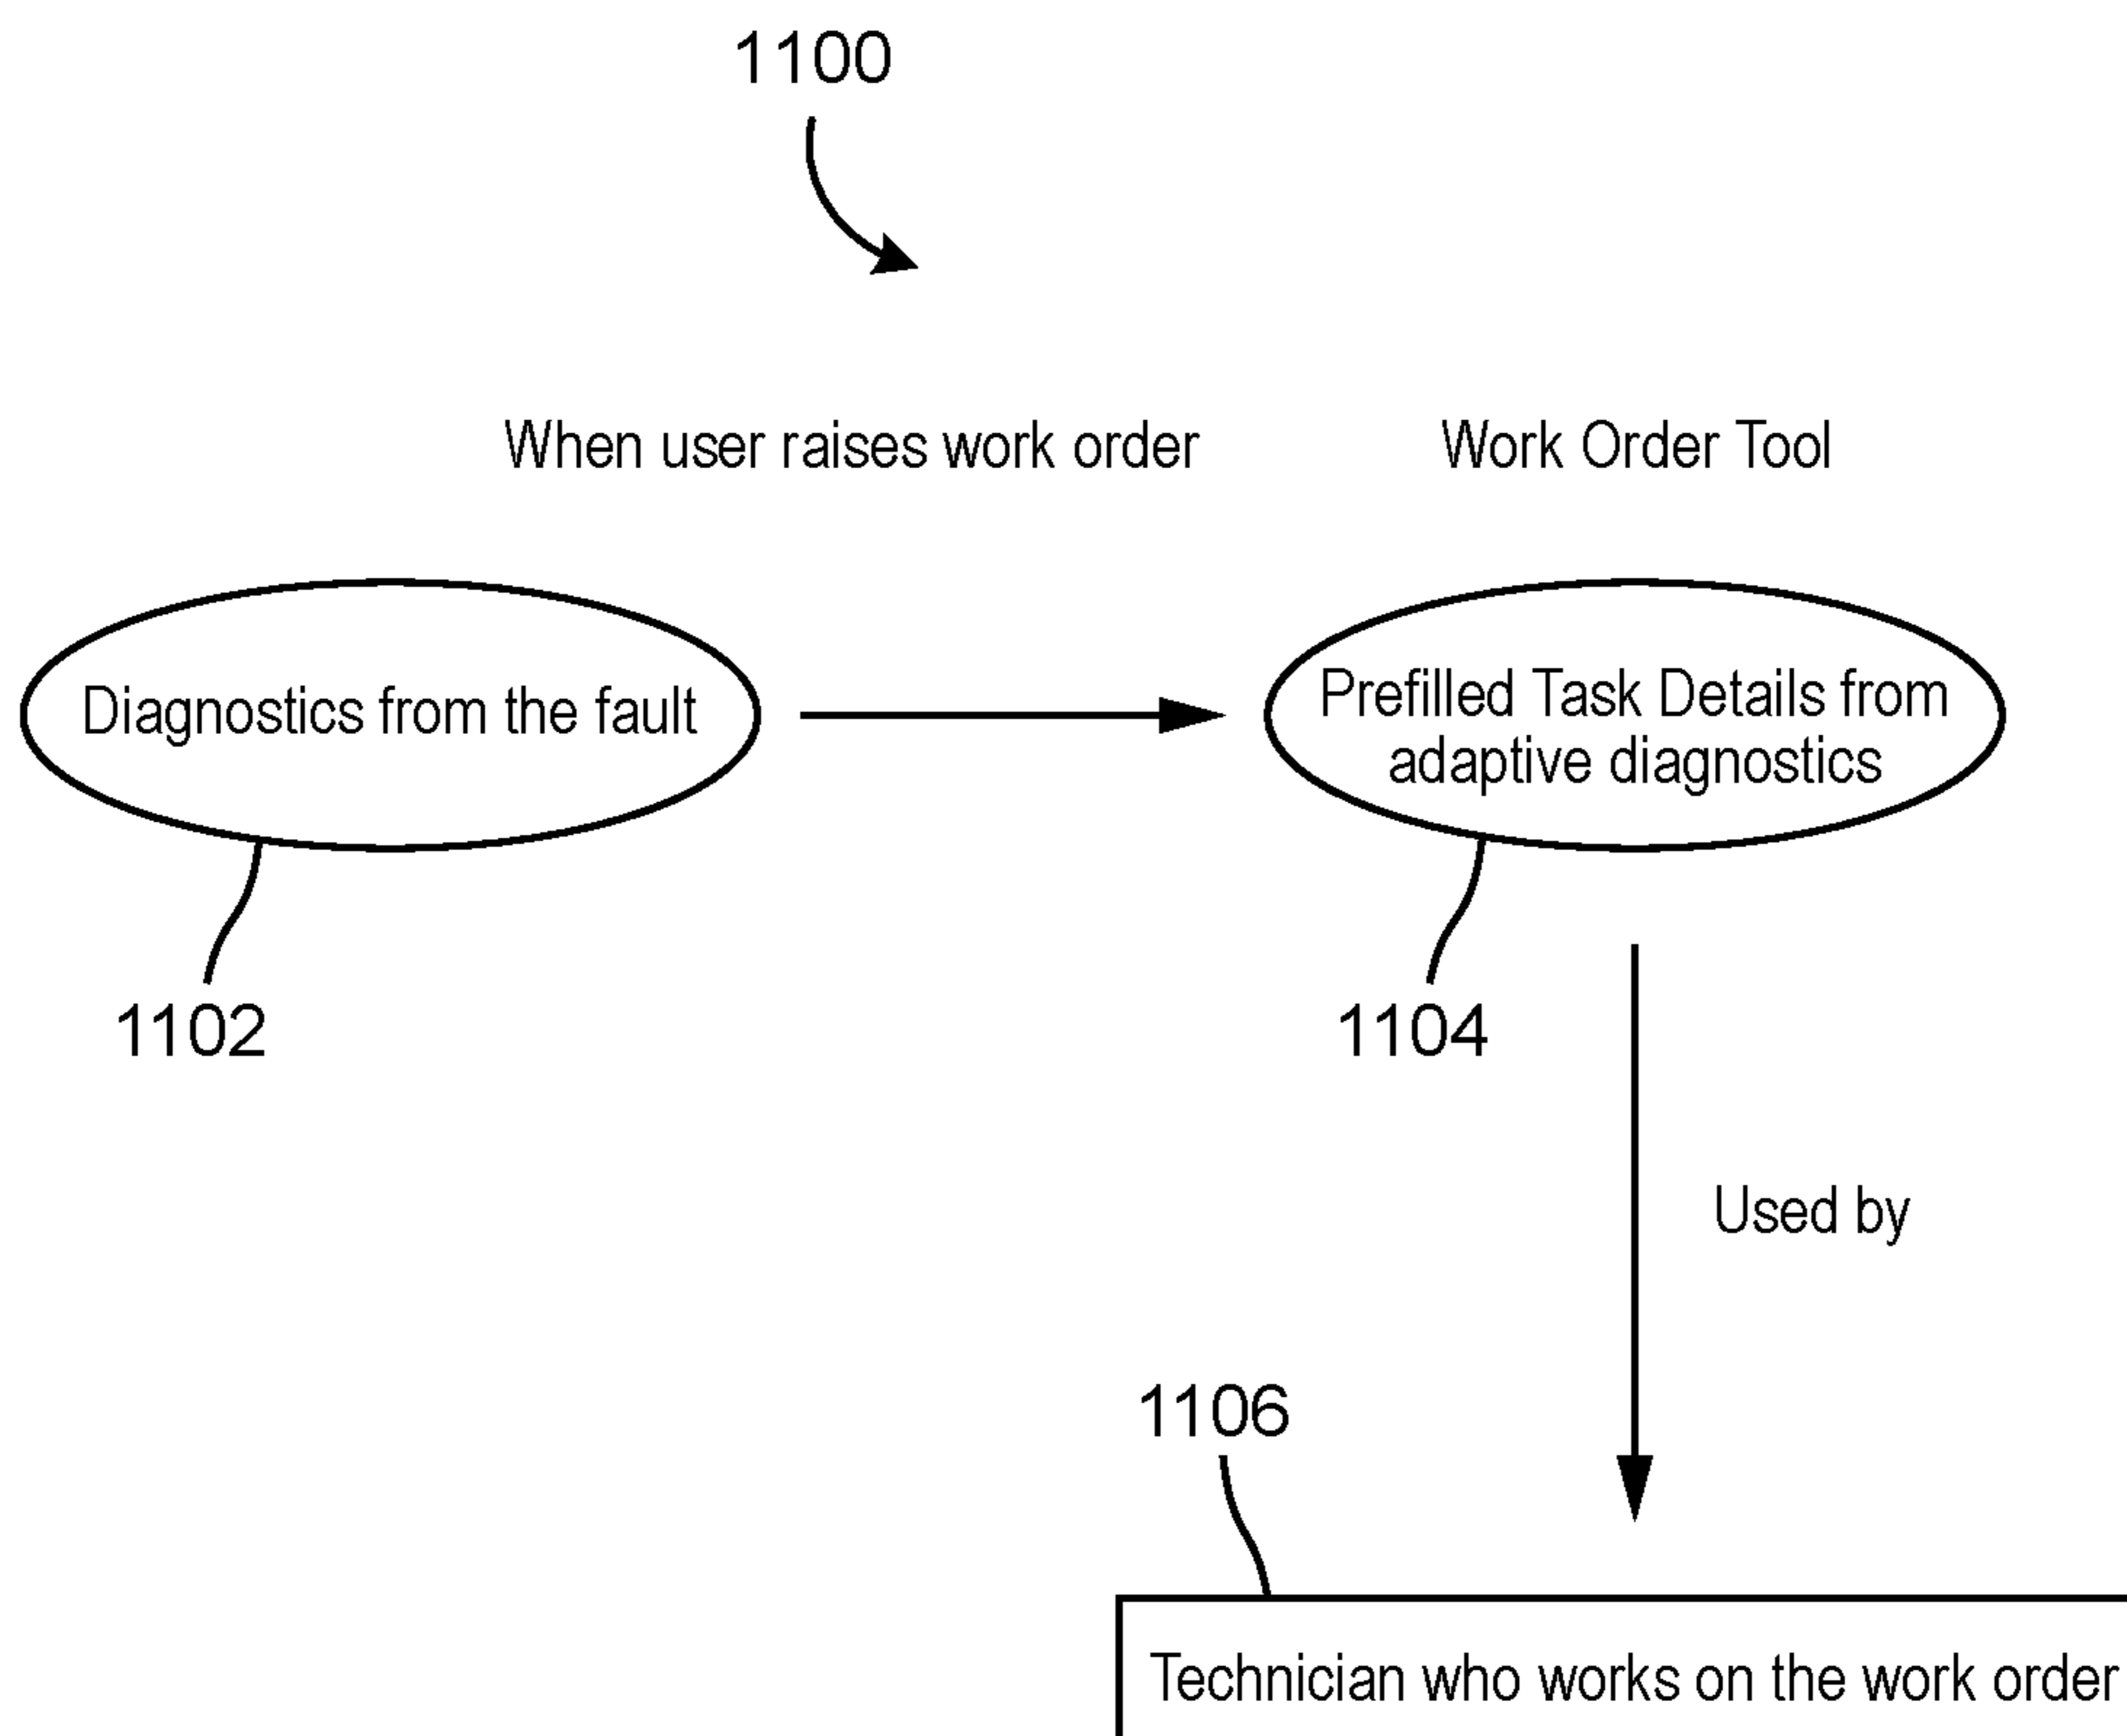 1100
When user raises work order
Work Order Tool
Diagnostics from the fault
Prefilled Task Details from
adaptive diagnostics
1102
1104
Used by
1106
Technician who works on the work order